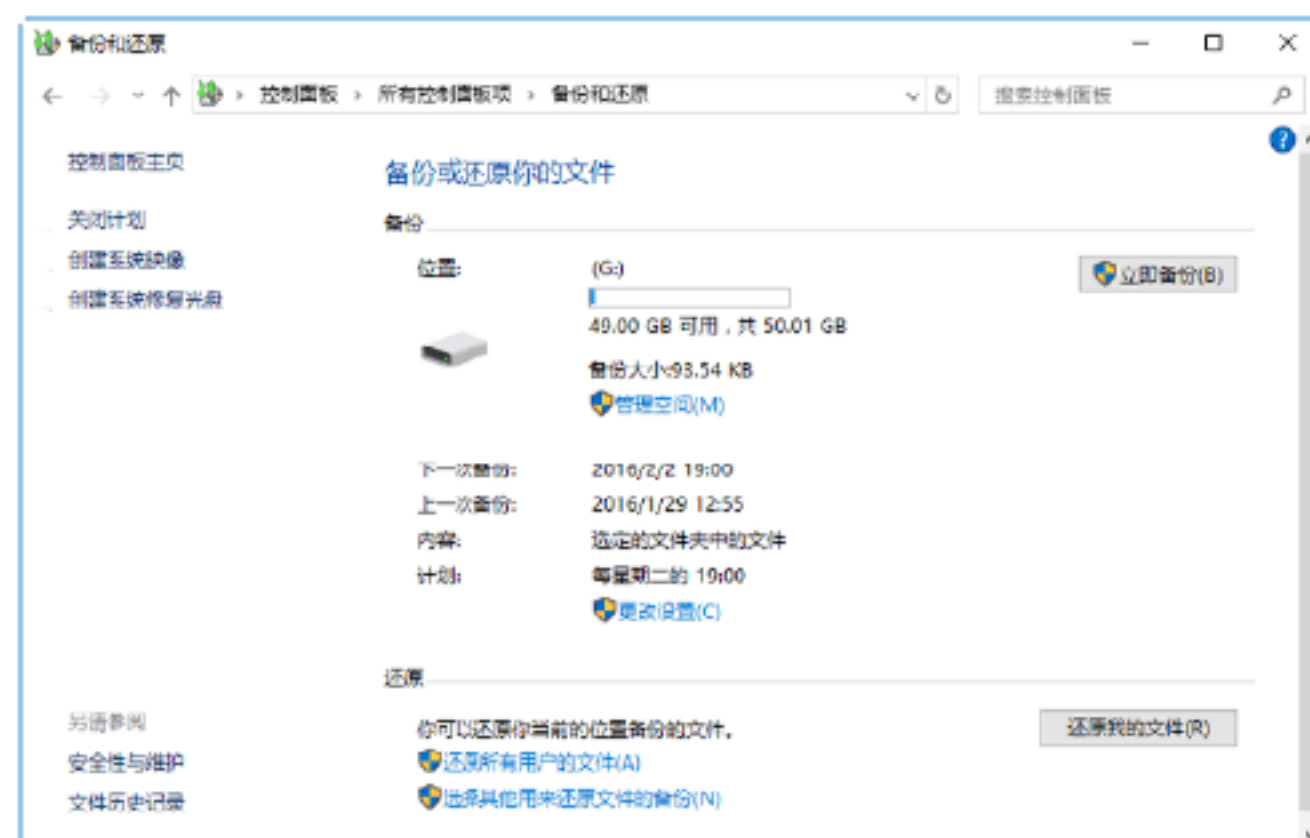 备份和还原
控制面板 › 所有控制面板项 › 备份和还原
搜索控制面板
控制面板主页
关闭计划
创建系统映像
创建系统修复光盘
备份或还原你的文件
备份
位置:
(G:)
立即备份(B)
49.00 GB 可用，共 50.01 GB
备份大小:93.54 KB
管理空间(M)
下一次备份: 2016/2/2 19:00
上一次备份: 2016/1/29 12:55
内容: 选定的文件夹中的文件
计划: 每星期二的 19:00
更改设置(C)
还原
你可以还原你当前的位置备份的文件。
还原我的文件(R)
还原所有用户的文件(A)
选择其他用来还原文件的备份(N)
另请参阅
安全性与维护
文件历史记录